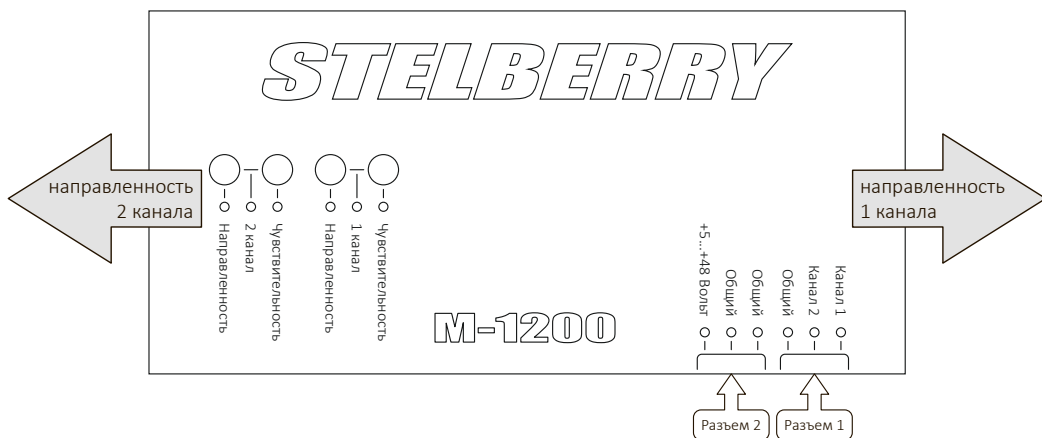 STELBERRY
направленность
2 канала
направленность
1 канала
Направленность
2 канал
Чувствительность
Направленность
1 канал
Чувствительность
+5...+48 Вольт
Общий
Общий
Общий
Канал 2
Канал 1
M-1200
Разъем 2
Разъем 1